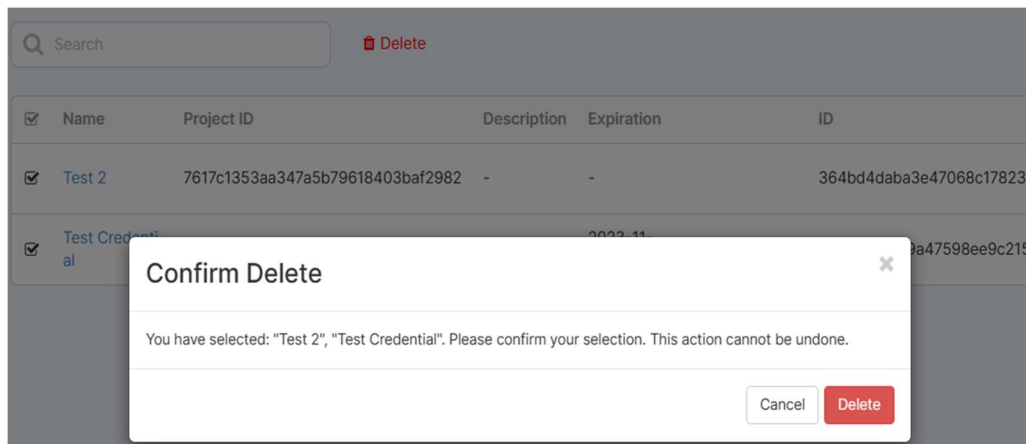 Search
Delete
Name Project ID Description Expiration ID
Test 2 7617c1353aa347a5b79618403baf2982 - - 364bd4daba3e47068c17823
Test Credenti
al
Confirm Delete
You have selected: "Test 2", "Test Credential". Please confirm your selection. This action cannot be undone.
Cancel Delete